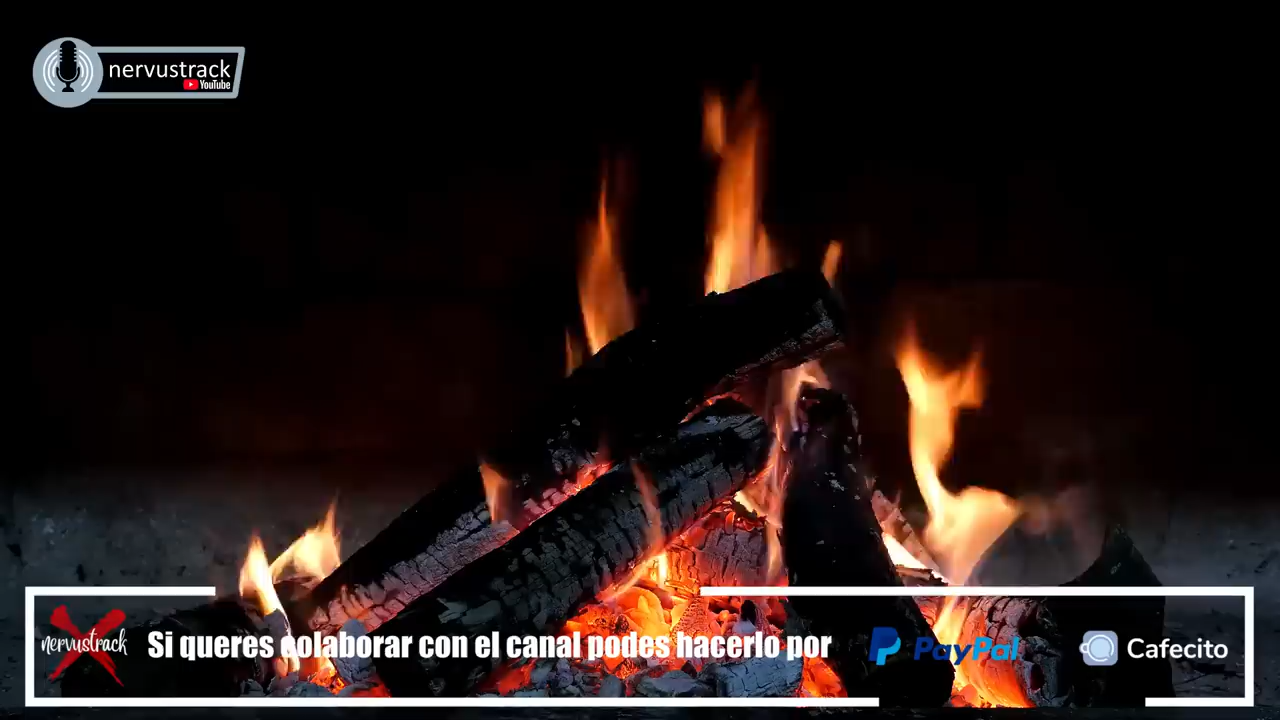 nervustrack
YouTube
nervustrack
Si queres colaborar con el canal podes hacerlo por
PayPal
Cafecito